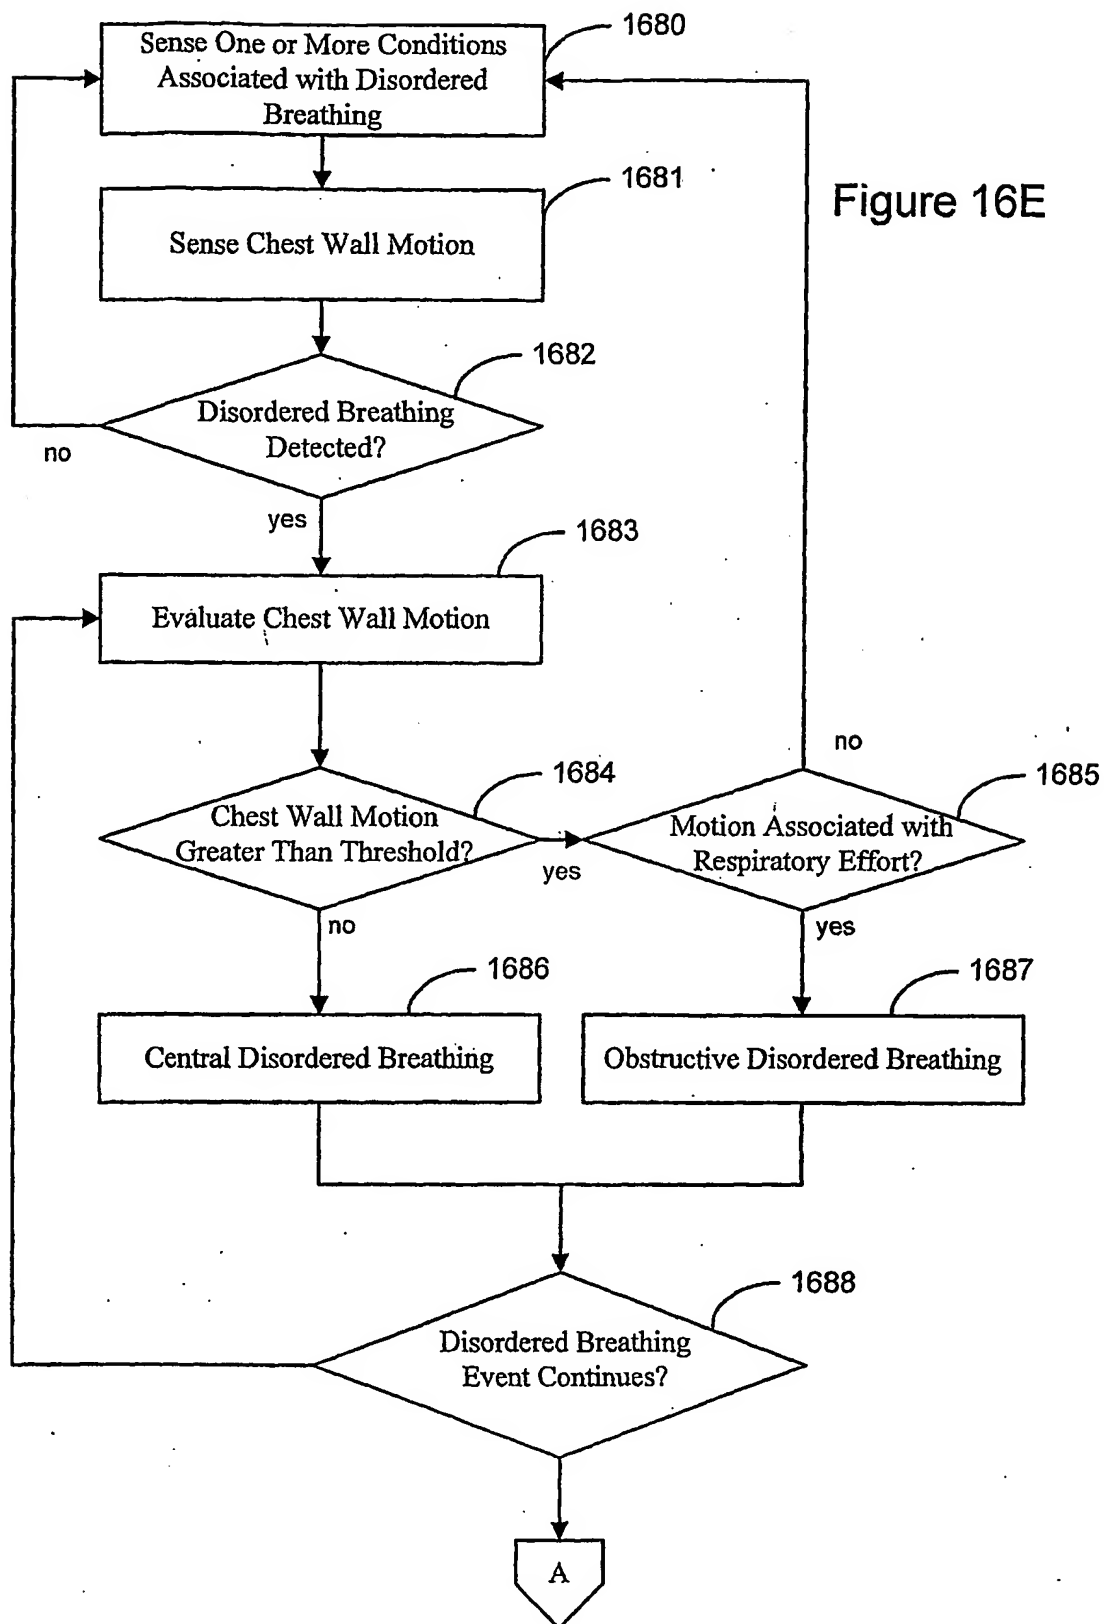 1680
Sense One or More Conditions
Associated with Disordered
Breathing
1681
Figure 16E
Sense Chest Wall Motion
1682
Disordered Breathing
Detected?
no
yes
1683
Evaluate Chest Wall Motion
no
1684
1685
Chest Wall Motion
Greater Than Threshold?
Motion Associated with
Respiratory Effort?
yes
no
yes
1686
1687
Central Disordered Breathing
Obstructive Disordered Breathing
1688
Disordered Breathing
Event Continues?
A